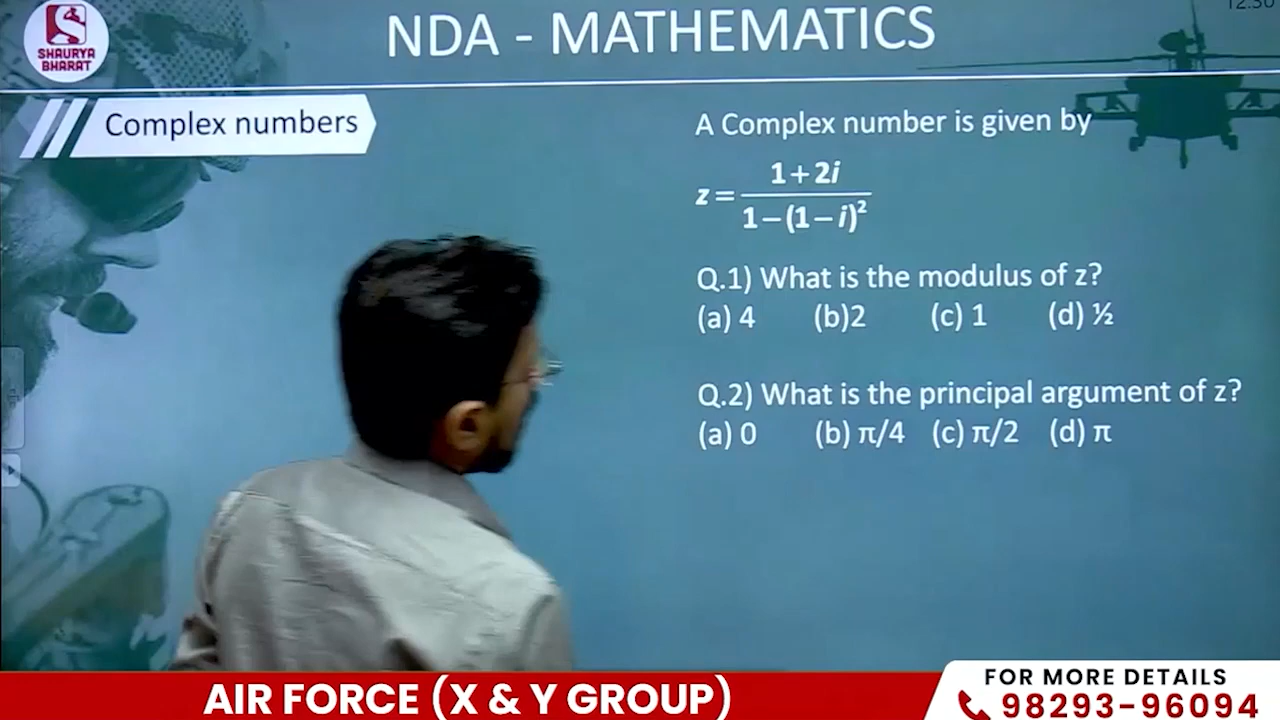 SHAURYA
BHARAT
NDA - MATHEMATICS
12:30
Complex numbers
A Complex number is given by
z = 1+2i / 1−(1−i)²
Q.1) What is the modulus of z?
(a) 4 (b)2 (c) 1 (d) ½
Q.2) What is the principal argument of z?
(a) 0 (b) π/4 (c) π/2 (d) π
AIR FORCE (X & Y GROUP)
FOR MORE DETAILS
98293-96094